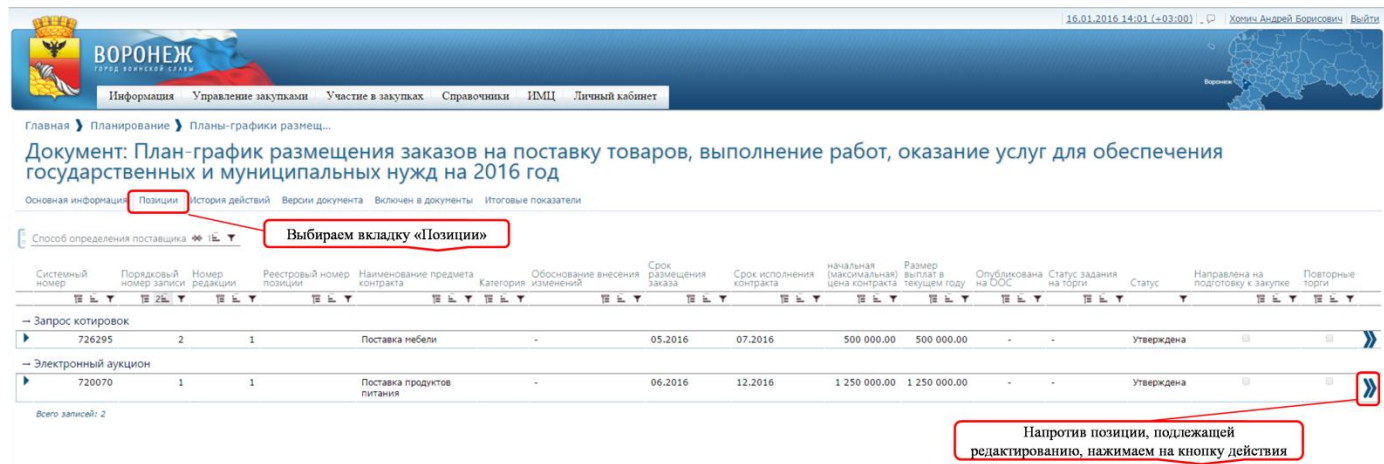 16.01.2016 14:01 (+03:00) Хомич Андрей Борисович Выйти
ВОРОНЕЖ
ГОРОД ВОИНСКОЙ СЛАВЫ
Воронеж
Информация Управление закупками Участие в закупках Справочники ИМЦ Личный кабинет
Главная ❯ Планирование ❯ Планы-графики размещ...
Документ: План-график размещения заказов на поставку товаров, выполнение работ, оказание услуг для обеспечения
государственных и муниципальных нужд на 2016 год
Основная информация Позиции История действий Версии документа Включен в документы Итоговые показатели
Выбираем вкладку «Позиции»
Способ определения поставщика 1
Системный номер Порядковый номер записи Номер редакции Реестровый номер позиции Наименование предмета контракта Категория Обоснование внесения изменений Срок размещения заказа Срок исполнения контракта начальная (максимальная) цена контракта Размер выплат в текущем году Опубликована на ООС Статус задания на торги Статус Направлена на подготовку к закупке Повторные торги
2
→ Запрос котировок
726295 2 1 Поставка мебели - 05.2016 07.2016 500 000.00 500 000.00 - - Утверждена
→ Электронный аукцион
720070 1 1 Поставка продуктов питания - 06.2016 12.2016 1 250 000.00 1 250 000.00 - - Утверждена
Всего записей: 2
Напротив позиции, подлежащей
редактированию, нажимаем на кнопку действия